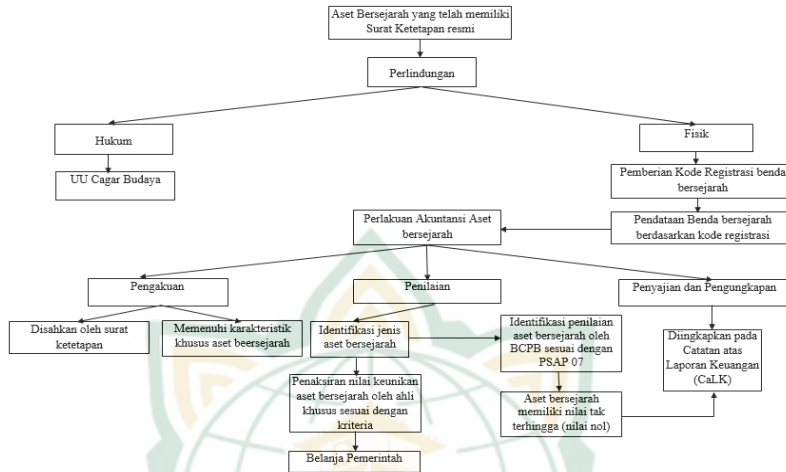 Aset Bersejarah yang telah memiliki
Surat Ketetapan resmi
Perlindungan
Hukum
Fisik
UU Cagar Budaya
Pemberian Kode Registrasi benda
bersejarah
Perlakuan Akuntansi Aset
bersejarah
Pendataan Benda bersejarah
berdasarkan kode registrasi
Pengakuan
Penilaian
Penyajian dan Pengungkapan
Disahkan oleh surat
ketetapan
Memenuhi karakteristik
khusus aset beersejarah
Identifikasi jenis
aset bersejarah
Identifikasi penilaian
aset bersejarah oleh
BCPB sesuai dengan
PSAP 07
Diingkapkan pada
Catatan atas
Laporan Keuangan
(CaLK)
Penaksiran nilai keunikan
aset bersejarah oleh ahli
khusus sesuai dengan
kriteria
Aset bersejarah
memiliki nilai tak
terhingga (nilai nol)
Belanja Pemerintah